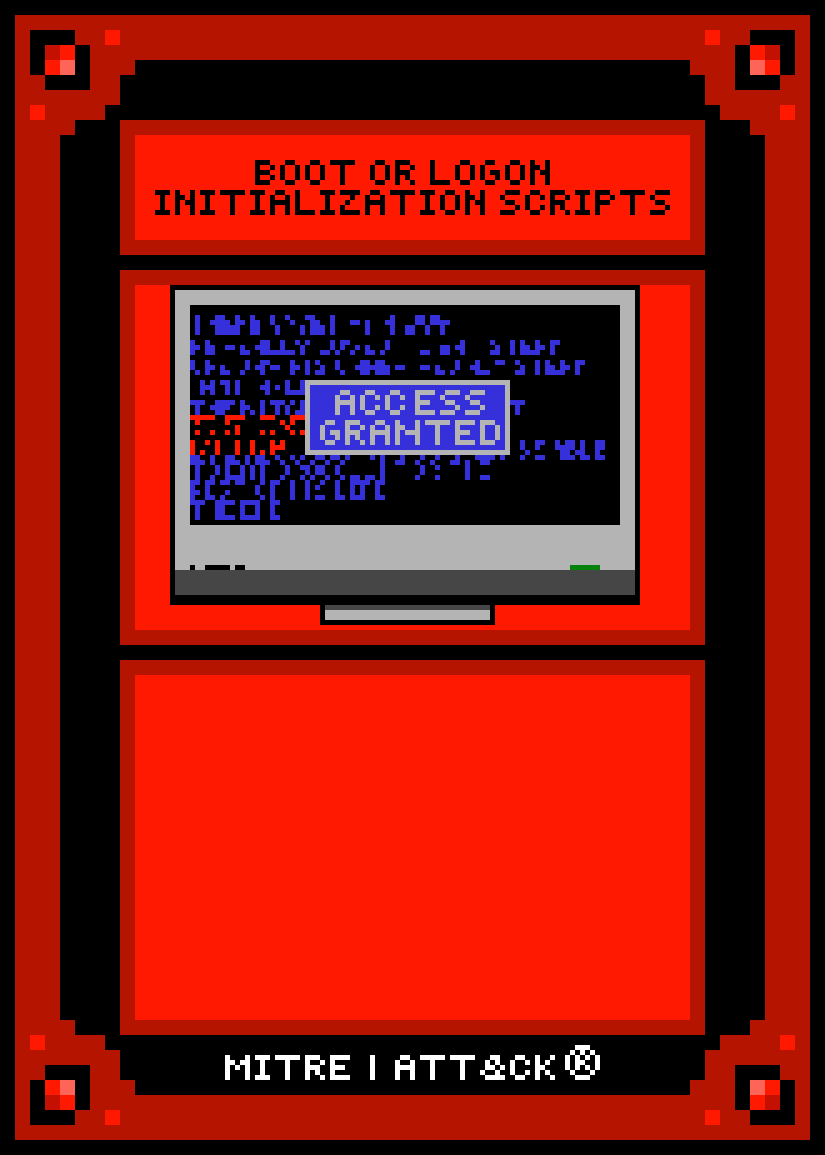 BOOT OR LOGON
INITIALIZATION SCRIPTS
ACCESS
GRANTED
MITRE | ATT&CK®